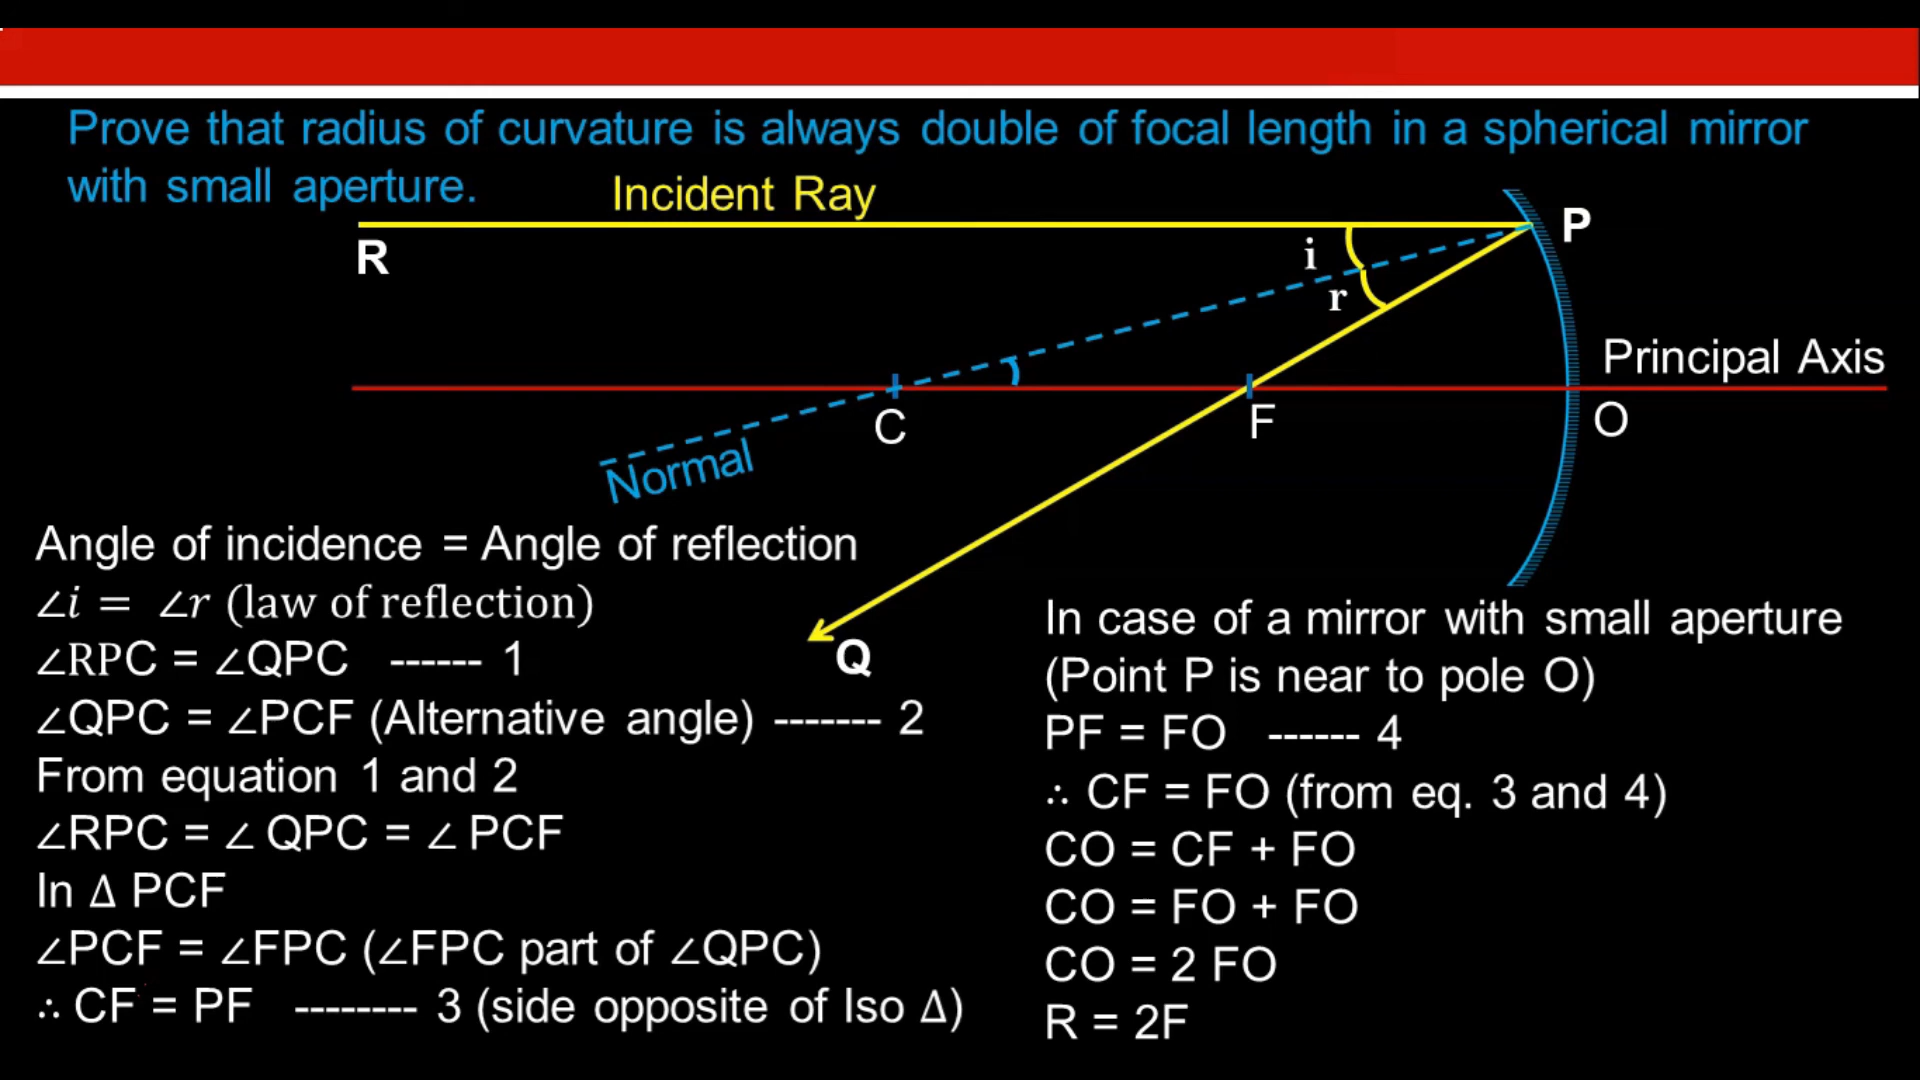 Prove that radius of curvature is always double of focal length in a spherical mirror
with small aperture.
Incident Ray
R
P
i
r
Principal Axis
C
F
O
Normal
Q
Angle of incidence = Angle of reflection
∠i = ∠r (law of reflection)
∠RPC = ∠QPC ------ 1
∠QPC = ∠PCF (Alternative angle) ------- 2
From equation 1 and 2
∠RPC = ∠ QPC = ∠ PCF
In Δ PCF
∠PCF = ∠FPC (∠FPC part of ∠QPC)
∴ CF = PF -------- 3 (side opposite of Iso Δ)
In case of a mirror with small aperture
(Point P is near to pole O)
PF = FO ------ 4
∴ CF = FO (from eq. 3 and 4)
CO = CF + FO
CO = FO + FO
CO = 2 FO
R = 2F